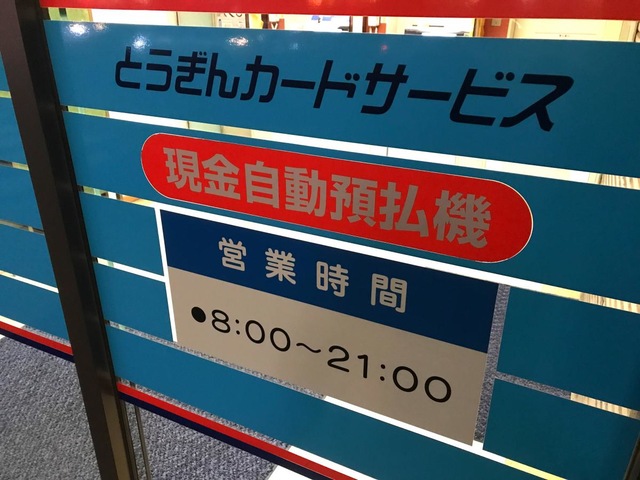 とうぎんカードサービス
現金自動預払機
営業時間
●8:00～21:00